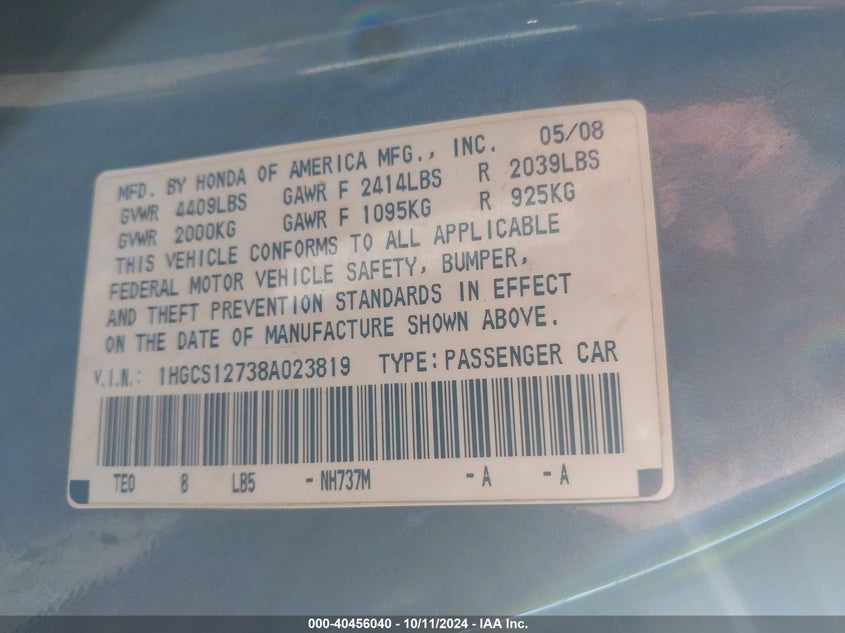 MFD. BY HONDA OF AMERICA MFG., INC. 05/08
GVWR 4409LBS GAWR F 2414LBS R 2039LBS
GVWR 2000KG GAWR F 1095KG R 925KG
THIS VEHICLE CONFORMS TO ALL APPLICABLE
FEDERAL MOTOR VEHICLE SAFETY, BUMPER,
AND THEFT PREVENTION STANDARDS IN EFFECT
ON THE DATE OF MANUFACTURE SHOWN ABOVE.
V.I.N.: 1HGCS12738A023819 TYPE: PASSENGER CAR
TE0 8 LB5 - NH737M - A - A
000-40456040 - 10/11/2024 - IAA Inc.